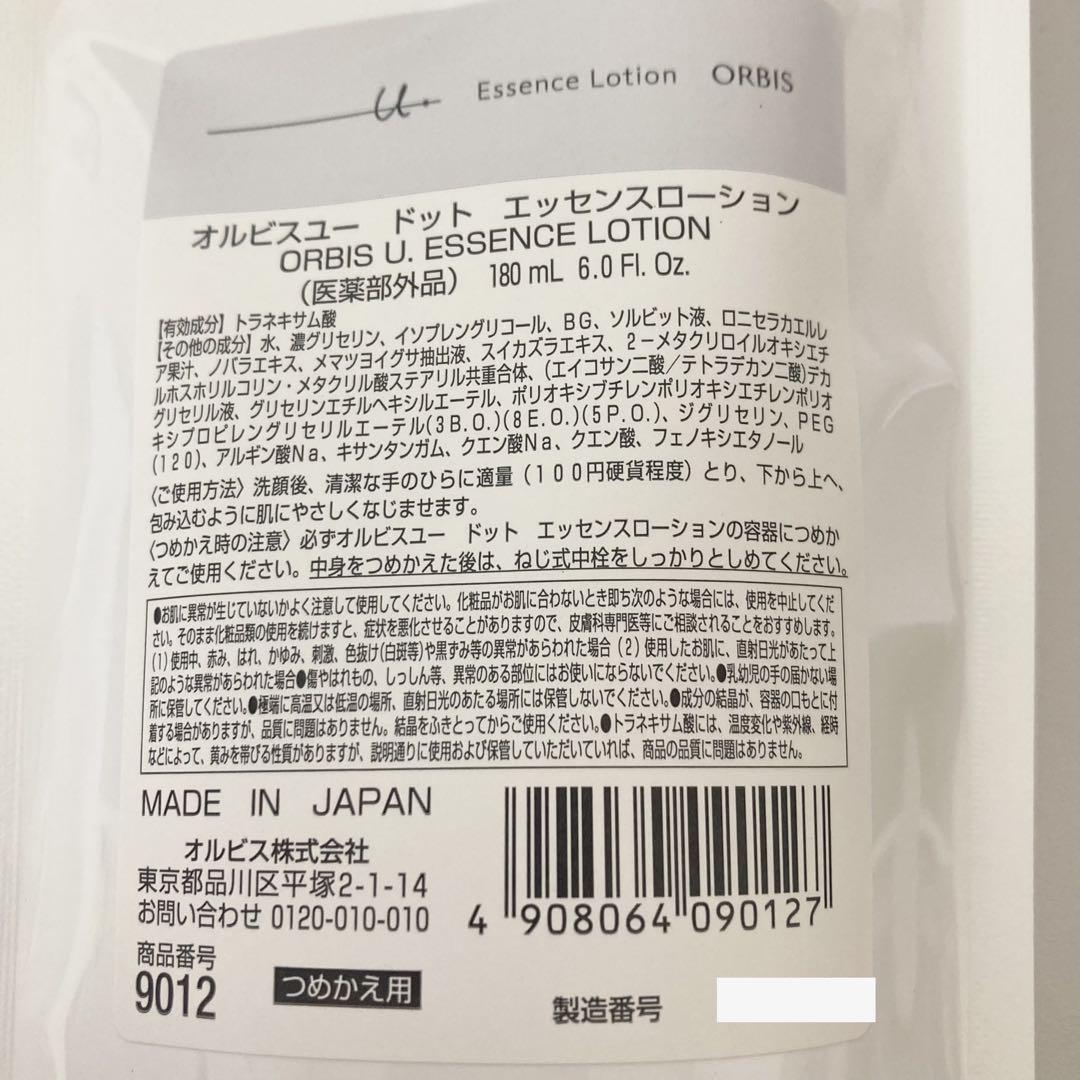 u. Essence Lotion ORBIS
オルビスユー ドット エッセンスローション
ORBIS U. ESSENCE LOTION
(医薬部外品) 180 mL 6.0 Fl. Oz.
【有効成分】トラネキサム酸
【その他の成分】水、濃グリセリン、イソプレングリコール、BG、ソルビット液、ロニセラカエルレ
ア果汁、ノバラエキス、メマツヨイグサ抽出液、スイカズラエキス、2-メタクリロイルオキシエチ
ルホスホリルコリン・メタクリル酸ステアリル共重合体、(エイコサン二酸/テトラデカン二酸)デカ
グリセリル液、グリセリンエチルヘキシルエーテル、ポリオキシブチレンポリオキシエチレンポリオ
キシプロピレングリセリルエーテル(3B.O.)(8E.O.)(5P.O.)、ジグリセリン、PEG
(120)、アルギン酸Na、キサンタンガム、クエン酸Na、クエン酸、フェノキシエタノール
〈ご使用方法〉洗顔後、清潔な手のひらに適量(100円硬貨程度)とり、下から上へ、
包み込むように肌にやさしくなじませます。
〈つめかえ時の注意〉必ずオルビスユー ドット エッセンスローションの容器につめか
えてご使用ください。中身をつめかえた後は、ねじ式中栓をしっかりとしめてください。
●お肌に異常が生じていないかよく注意して使用してください。化粧品がお肌に合わないとき即ち次のような場合には、使用を中止してくだ
さい。そのまま化粧品類の使用を続けますと、症状を悪化させることがありますので、皮膚科専門医等にご相談されることをおすすめします。
(1)使用中、赤み、はれ、かゆみ、刺激、色抜け(白斑等)や黒ずみ等の異常があらわれた場合(2)使用したお肌に、直射日光があたって上
記のような異常があらわれた場合●傷やはれもの、しっしん等、異常のある部位にはお使いにならないでください。●乳幼児の手の届かない場
所に保管してください。●極端に高温又は低温の場所、直射日光のあたる場所には保管しないでください。●成分の結晶が、容器の口もとに付
着する場合がありますが、品質に問題はありません。結晶をふきとってからご使用ください。●トラネキサム酸には、温度変化や紫外線、経時
などによって、黄みを帯びる性質がありますが、説明通りに使用および保管していただいていれば、商品の品質に問題はありません。
MADE IN JAPAN
オルビス株式会社
東京都品川区平塚2-1-14
お問い合わせ 0120-010-010
4 908064 090127
商品番号
9012
つめかえ用
製造番号